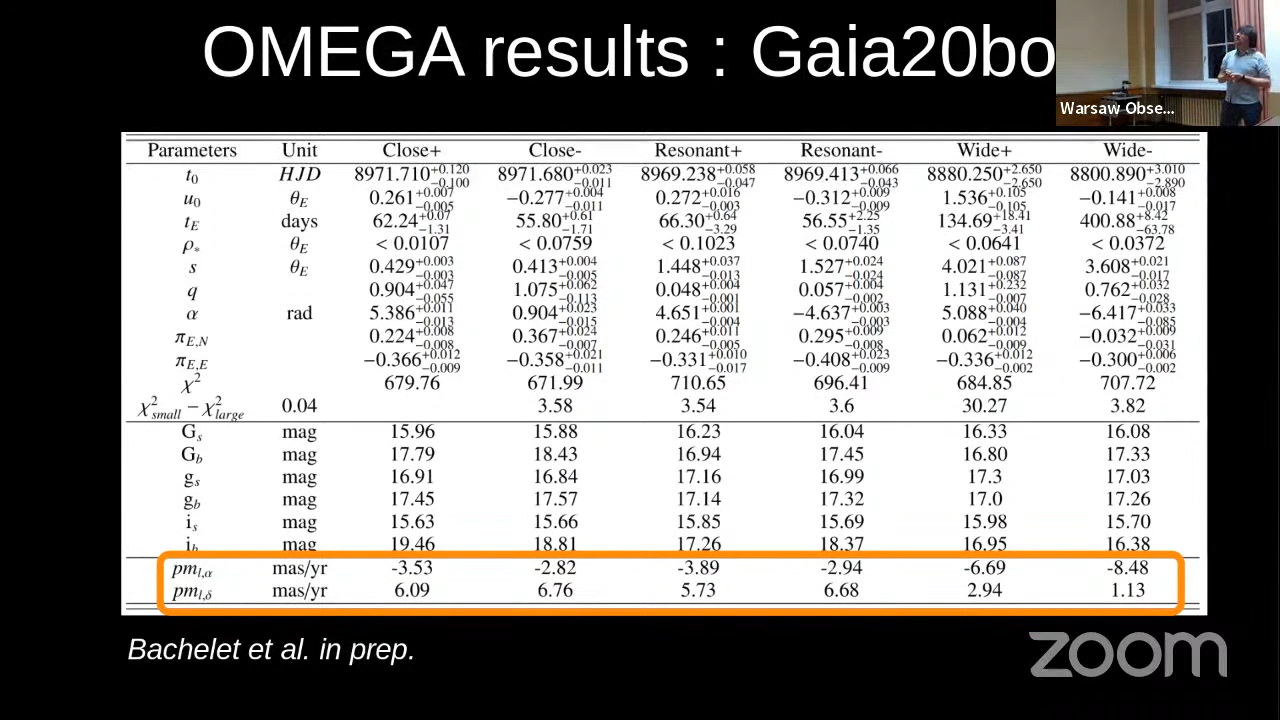 OMEGA results : Gaia20bo
Warsaw Obse...
Parameters Unit Close+ Close- Resonant+ Resonant- Wide+ Wide-
t₀ HJD 8971.710+0.120−0.100 8971.680+0.023−0.011 8969.238+0.058−0.047 8969.413+0.066−0.043 8880.250+2.650−2.650 8800.890+3.010−2.890
u₀ θ_E 0.261+0.007−0.005 −0.277+0.004−0.011 0.272+0.016−0.003 −0.312+0.009−0.009 1.536+0.105−0.105 −0.141+0.008−0.017
t_E days 62.24+0.07−1.31 55.80+0.61−1.71 66.30+0.64−3.29 56.55+2.25−1.35 134.69+18.41−3.41 400.88+8.42−63.78
ρ_* θ_E < 0.0107 < 0.0759 < 0.1023 < 0.0740 < 0.0641 < 0.0372
s θ_E 0.429+0.003−0.003 0.413+0.004−0.005 1.448+0.037−0.013 1.527+0.024−0.024 4.021+0.087−0.087 3.608+0.021−0.017
q 0.904+0.047−0.055 1.075+0.062−0.113 0.048+0.004−0.001 0.057+0.004−0.002 1.131+0.232−0.007 0.762+0.032−0.028
α rad 5.386+0.011−0.013 0.904+0.023−0.015 4.651+0.001−0.004 −4.637+0.003−0.003 5.088+0.040−0.004 −6.417+0.033−0.085
π_E,N 0.224+0.008−0.008 0.367+0.024−0.007 0.246+0.011−0.005 0.295+0.009−0.008 0.062+0.012−0.009 −0.032+0.009−0.031
π_E,E −0.366+0.012−0.009 −0.358+0.021−0.011 −0.331+0.010−0.017 −0.408+0.023−0.009 −0.336+0.012−0.002 −0.300+0.006−0.002
χ² 679.76 671.99 710.65 696.41 684.85 707.72
χ²_small − χ²_large 0.04 3.58 3.54 3.6 30.27 3.82
G_s mag 15.96 15.88 16.23 16.04 16.33 16.08
G_b mag 17.79 18.43 16.94 17.45 16.80 17.33
g_s mag 16.91 16.84 17.16 16.99 17.3 17.03
g_b mag 17.45 17.57 17.14 17.32 17.0 17.26
i_s mag 15.63 15.66 15.85 15.69 15.98 15.70
i_b mag 19.46 18.81 17.26 18.37 16.95 16.38
pm_l,α mas/yr -3.53 -2.82 -3.89 -2.94 -6.69 -8.48
pm_l,δ mas/yr 6.09 6.76 5.73 6.68 2.94 1.13
Bachelet et al. in prep.
zoom